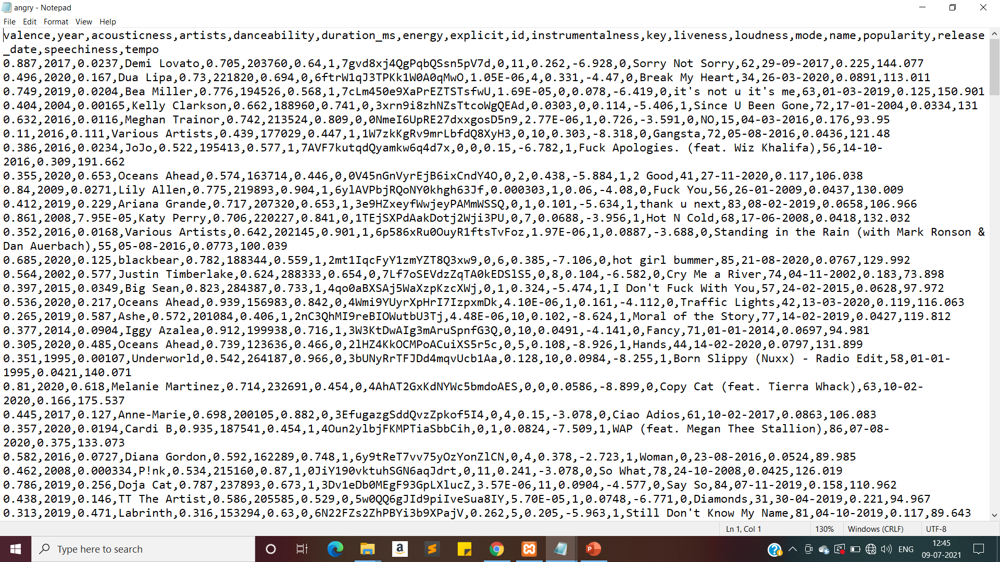 angry - Notepad
File Edit Format View Help
valence,year,acousticness,artists,danceability,duration_ms,energy,explicit,id,instrumentalness,key,liveness,loudness,mode,name,popularity,release
_date,speechiness,tempo
0.887,2017,0.0237,Demi Lovato,0.705,203760,0.64,1,7gvd8xj4QgPqbQSsn5pV7d,0,11,0.262,-6.928,0,Sorry Not Sorry,62,29-09-2017,0.225,144.077
0.496,2020,0.167,Dua Lipa,0.73,221820,0.694,0,6ftrW1qJ3TPKk1W0A0qMwO,1.05E-06,4,0.331,-4.47,0,Break My Heart,34,26-03-2020,0.0891,113.011
0.749,2019,0.0204,Bea Miller,0.776,194526,0.568,1,7cLm450e9XaPrEZTSTsfwU,1.69E-05,0,0.078,-6.419,0,it's not u it's me,63,01-03-2019,0.125,150.901
0.404,2004,0.00165,Kelly Clarkson,0.662,188960,0.741,0,3xrn9i8zhNZsTtcoWgQEAd,0.0303,0,0.114,-5.406,1,Since U Been Gone,72,17-01-2004,0.0334,131
0.632,2016,0.0116,Meghan Trainor,0.742,213524,0.809,0,0NmeI6UpRE27dxxgosD5n9,2.77E-06,1,0.726,-3.591,0,NO,15,04-03-2016,0.176,93.95
0.11,2016,0.111,Various Artists,0.439,177029,0.447,1,1W7zkKgRv9mrLbfdQ8XyH3,0,10,0.303,-8.318,0,Gangsta,72,05-08-2016,0.0436,121.48
0.386,2016,0.0234,JoJo,0.522,195413,0.577,1,7AVF7kutqdQyamkw6q4d7x,0,0,0.15,-6.782,1,Fuck Apologies. (feat. Wiz Khalifa),56,14-10-
2016,0.309,191.662
0.355,2020,0.653,Oceans Ahead,0.574,163714,0.446,0,0V45nGnVyrEjB6ixCndY4O,0,2,0.438,-5.884,1,2 Good,41,27-11-2020,0.117,106.038
0.84,2009,0.0271,Lily Allen,0.775,219893,0.904,1,6ylAVPbjRQoNY0khgh63Jf,0.000303,1,0.06,-4.08,0,Fuck You,56,26-01-2009,0.0437,130.009
0.412,2019,0.229,Ariana Grande,0.717,207320,0.653,1,3e9HZxeyfWwjeyPAMmWSSQ,0,1,0.101,-5.634,1,thank u next,83,08-02-2019,0.0658,106.966
0.861,2008,7.95E-05,Katy Perry,0.706,220227,0.841,0,1TEjSXPdAakDotj2Wji3PU,0,7,0.0688,-3.956,1,Hot N Cold,68,17-06-2008,0.0418,132.032
0.352,2016,0.0168,Various Artists,0.642,202145,0.901,1,6p586xRu0OuyR1ftsTvFoz,1.97E-06,1,0.0887,-3.688,0,Standing in the Rain (with Mark Ronson &
Dan Auerbach),55,05-08-2016,0.0773,100.039
0.685,2020,0.125,blackbear,0.782,188344,0.559,1,2mt1IqcFyY1zmYZT8Q3xw9,0,6,0.385,-7.106,0,hot girl bummer,85,21-08-2020,0.0767,129.992
0.564,2002,0.577,Justin Timberlake,0.624,288333,0.654,0,7Lf7oSEVdzZqTA0kEDSlS5,0,8,0.104,-6.582,0,Cry Me a River,74,04-11-2002,0.183,73.898
0.397,2015,0.0349,Big Sean,0.823,284387,0.733,1,4qo0aBXSAj5WaXzpKzcXWj,0,1,0.324,-5.474,1,I Don't Fuck With You,57,24-02-2015,0.0628,97.972
0.536,2020,0.217,Oceans Ahead,0.939,156983,0.842,0,4Wmi9YUyrXpHrI7IzpxmDk,4.10E-06,1,0.161,-4.112,0,Traffic Lights,42,13-03-2020,0.119,116.063
0.265,2019,0.587,Ashe,0.572,201084,0.406,1,2nC3QhMI9reBIOWutbU3Tj,4.48E-06,10,0.102,-8.624,1,Moral of the Story,77,14-02-2019,0.0427,119.812
0.377,2014,0.0904,Iggy Azalea,0.912,199938,0.716,1,3W3KtDwAIg3mAruSpnfG3Q,0,10,0.0491,-4.141,0,Fancy,71,01-01-2014,0.0697,94.981
0.305,2020,0.485,Oceans Ahead,0.739,123636,0.466,0,2lHZ4KkOCMPoACuiXS5r5c,0,5,0.108,-8.926,1,Hands,44,14-02-2020,0.0797,131.899
0.351,1995,0.00107,Underworld,0.542,264187,0.966,0,3bUNyRrTFJDd4mqvUcb1Aa,0.128,10,0.0984,-8.255,1,Born Slippy (Nuxx) - Radio Edit,58,01-01-
1995,0.0421,140.071
0.81,2020,0.618,Melanie Martinez,0.714,232691,0.454,0,4AhAT2GxKdNYWc5bmdoAES,0,0,0.0586,-8.899,0,Copy Cat (feat. Tierra Whack),63,10-02-
2020,0.166,175.537
0.445,2017,0.127,Anne-Marie,0.698,200105,0.882,0,3EfugazgSddQvzZpkof5I4,0,4,0.15,-3.078,0,Ciao Adios,61,10-02-2017,0.0863,106.083
0.357,2020,0.0194,Cardi B,0.935,187541,0.454,1,4Oun2ylbjFKMPTiaSbbCih,0,1,0.0824,-7.509,1,WAP (feat. Megan Thee Stallion),86,07-08-
2020,0.375,133.073
0.582,2016,0.0727,Diana Gordon,0.592,162289,0.748,1,6y9tReT7vv75yOzYonZlCN,0,4,0.378,-2.723,1,Woman,0,23-08-2016,0.0524,89.985
0.462,2008,0.000334,P!nk,0.534,215160,0.87,1,0JiY190vktuhSGN6aqJdrt,0,11,0.241,-3.078,0,So What,78,24-10-2008,0.0425,126.019
0.786,2019,0.256,Doja Cat,0.787,237893,0.673,1,3Dv1eDb0MEgF93GpLXlucZ,3.57E-06,11,0.0904,-4.577,0,Say So,84,07-11-2019,0.158,110.962
0.438,2019,0.146,TT The Artist,0.586,205585,0.529,0,5w0QQ6gJId9piIveSua8IY,5.70E-05,1,0.0748,-6.771,0,Diamonds,31,30-04-2019,0.221,94.967
0.313,2019,0.471,Labrinth,0.316,153294,0.63,0,6N22FZs2ZhPBYi3b9XPajV,0.262,5,0.205,-5.963,1,Still Don't Know My Name,81,04-10-2019,0.117,89.643
Ln 1, Col 1 130% Windows (CRLF) UTF-8
Type here to search
ENG
12:45
09-07-2021